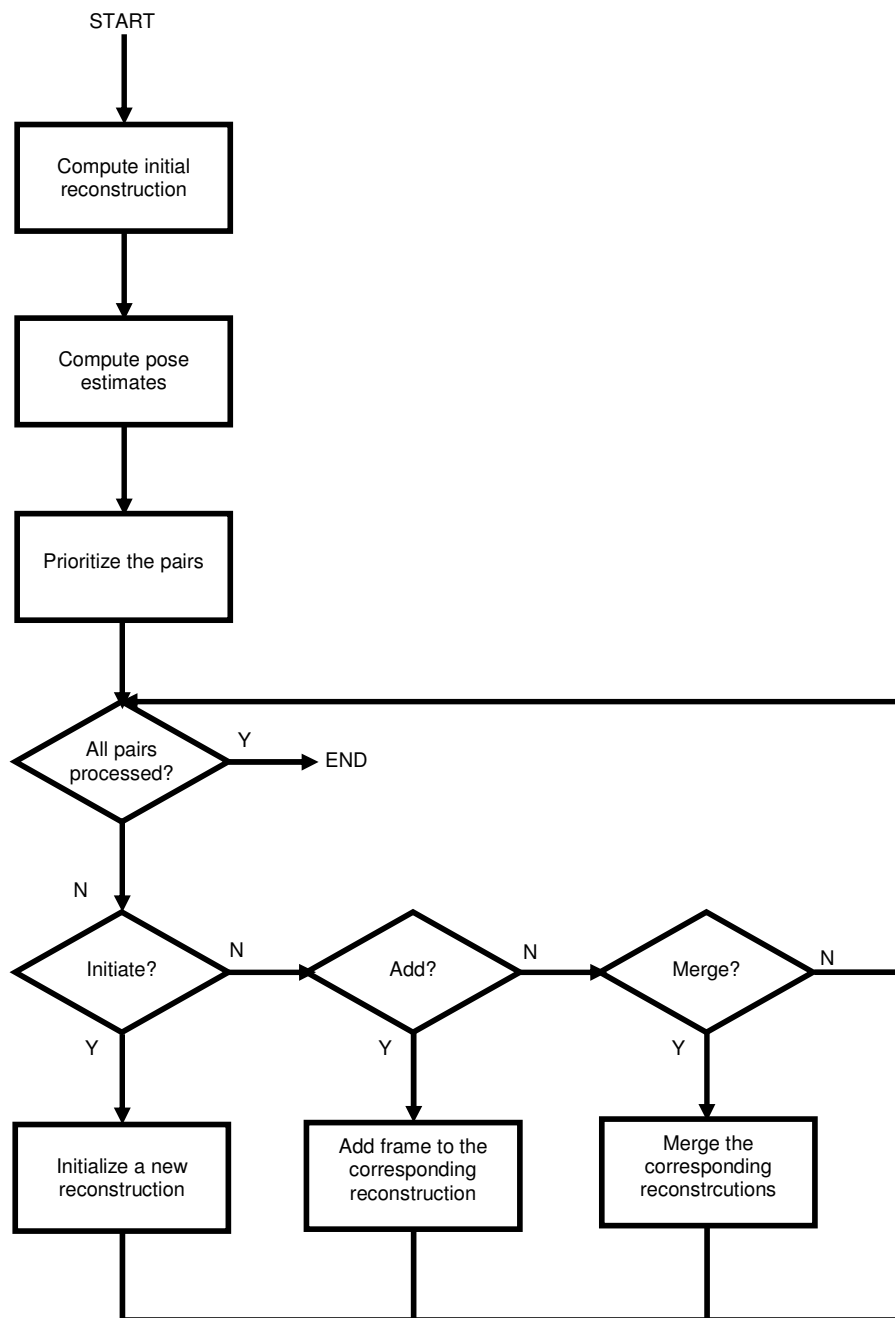 START
Compute initial
reconstruction
Compute pose
estimates
Prioritize the pairs
All pairs
processed?
Y
END
N
Initiate?
N
Add?
N
Merge?
N
Y
Y
Y
Initialize a new
reconstruction
Add frame to the
corresponding
reconstruction
Merge the
corresponding
reconstrcutions